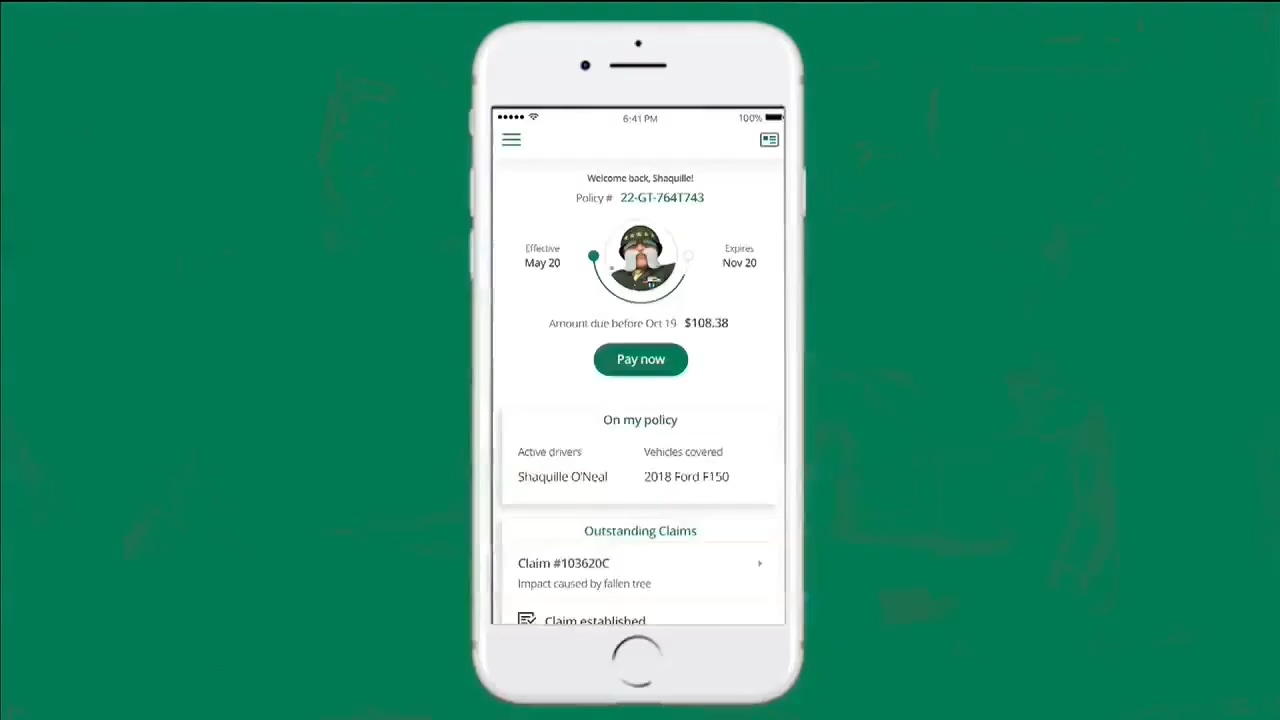 6:41 PM
100%
Welcome back, Shaquille!
Policy # 22-GT-764T743
Effective
May 20
Expires
Nov 20
Amount due before Oct 19 $108.38
Pay now
On my policy
Active drivers
Vehicles covered
Shaquille O'Neal
2018 Ford F150
Outstanding Claims
Claim #103620C
Impact caused by fallen tree
Claim established